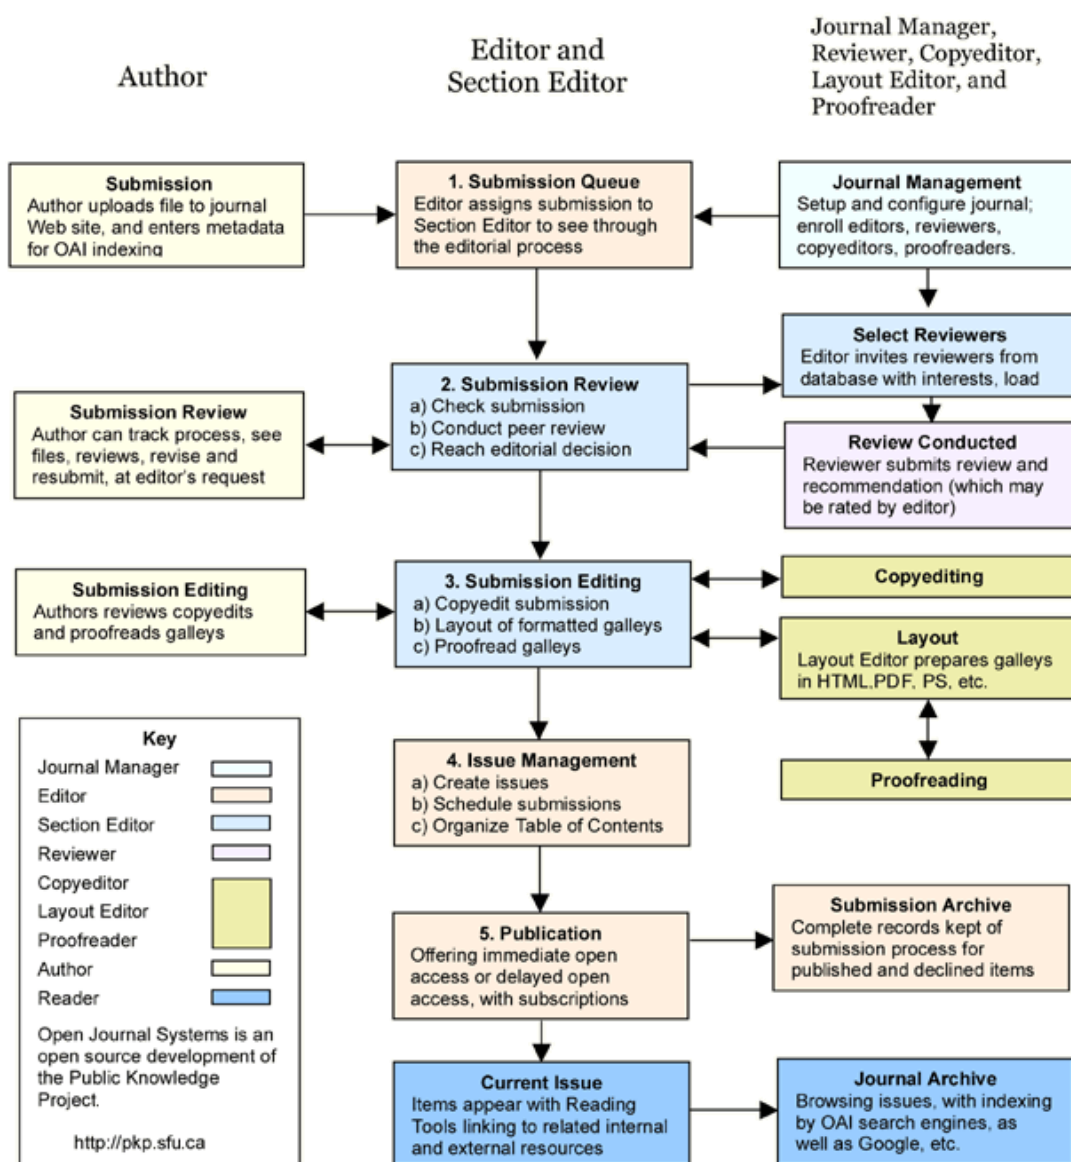 Author
Editor and
Section Editor
Journal Manager,
Reviewer, Copyeditor,
Layout Editor, and
Proofreader
Submission
Author uploads file to journal
Web site, and enters metadata
for OAI indexing
1. Submission Queue
Editor assigns submission to
Section Editor to see through
the editorial process
Journal Management
Setup and configure journal;
enroll editors, reviewers,
copyeditors, proofreaders.
Select Reviewers
Editor invites reviewers from
database with interests, load
2. Submission Review
a) Check submission
b) Conduct peer review
c) Reach editorial decision
Submission Review
Author can track process, see
files, reviews, revise and
resubmit, at editor's request
Review Conducted
Reviewer submits review and
recommendation (which may
be rated by editor)
Submission Editing
Authors reviews copyedits
and proofreads galleys
3. Submission Editing
a) Copyedit submission
b) Layout of formatted galleys
c) Proofread galleys
Copyediting
Layout
Layout Editor prepares galleys
in HTML,PDF, PS, etc.
Proofreading
Key
Journal Manager
Editor
Section Editor
Reviewer
Copyeditor
Layout Editor
Proofreader
Author
Reader
Open Journal Systems is an
open source development of
the Public Knowledge
Project.
http://pkp.sfu.ca
4. Issue Management
a) Create issues
b) Schedule submissions
c) Organize Table of Contents
5. Publication
Offering immediate open
access or delayed open
access, with subscriptions
Submission Archive
Complete records kept of
submission process for
published and declined items
Current Issue
Items appear with Reading
Tools linking to related internal
and external resources
Journal Archive
Browsing issues, with indexing
by OAI search engines, as
well as Google, etc.